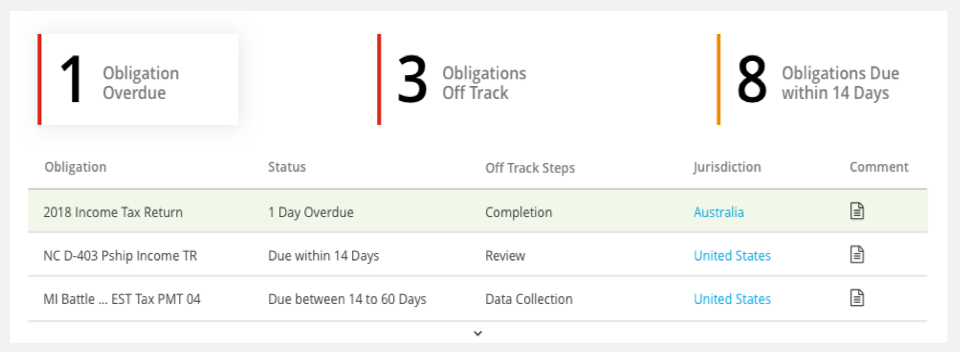 1 Obligation
Overdue
3 Obligations
Off Track
8 Obligations Due
within 14 Days
Obligation Status Off Track Steps Jurisdiction Comment
2018 Income Tax Return 1 Day Overdue Completion Australia
NC D-403 Pship Income TR Due within 14 Days Review United States
MI Battle ... EST Tax PMT 04 Due between 14 to 60 Days Data Collection United States